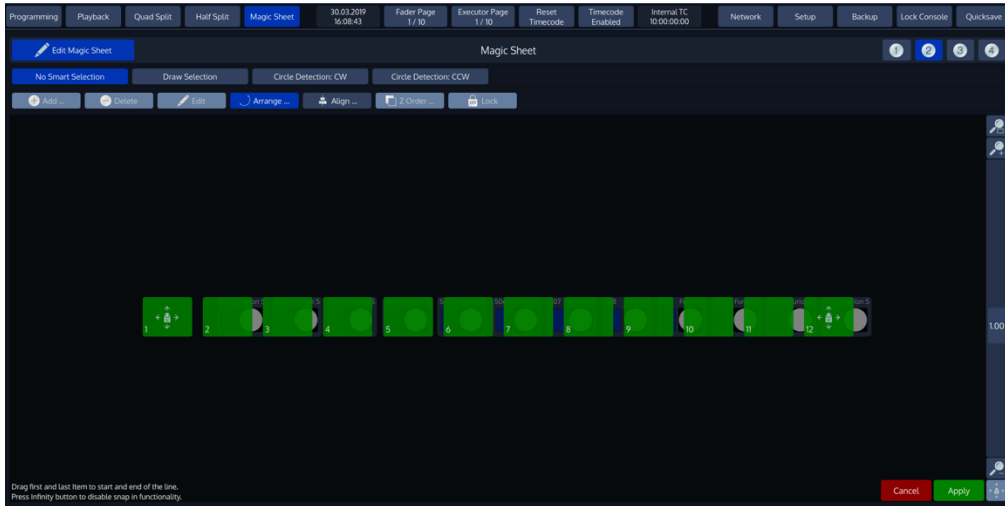 Programming
Playback
Quad Split
Half Split
Magic Sheet
30.03.2019
16:08:43
Fader Page
1 / 10
Executor Page
1 / 10
Reset
Timecode
Timecode
Enabled
Internal TC
10:00:00:00
Network
Setup
Backup
Lock Console
Quicksave
Edit Magic Sheet
Magic Sheet
1
2
3
4
No Smart Selection
Draw Selection
Circle Detection: CW
Circle Detection: CCW
Add ...
Delete
Edit
Arrange ...
Align ...
Z Order ...
Lock
1
2
3
4
5
6
7
8
9
10
11
12
1.00
Drag first and last Item to start and end of the line.
Press Infinity button to disable snap in functionality.
Cancel
Apply